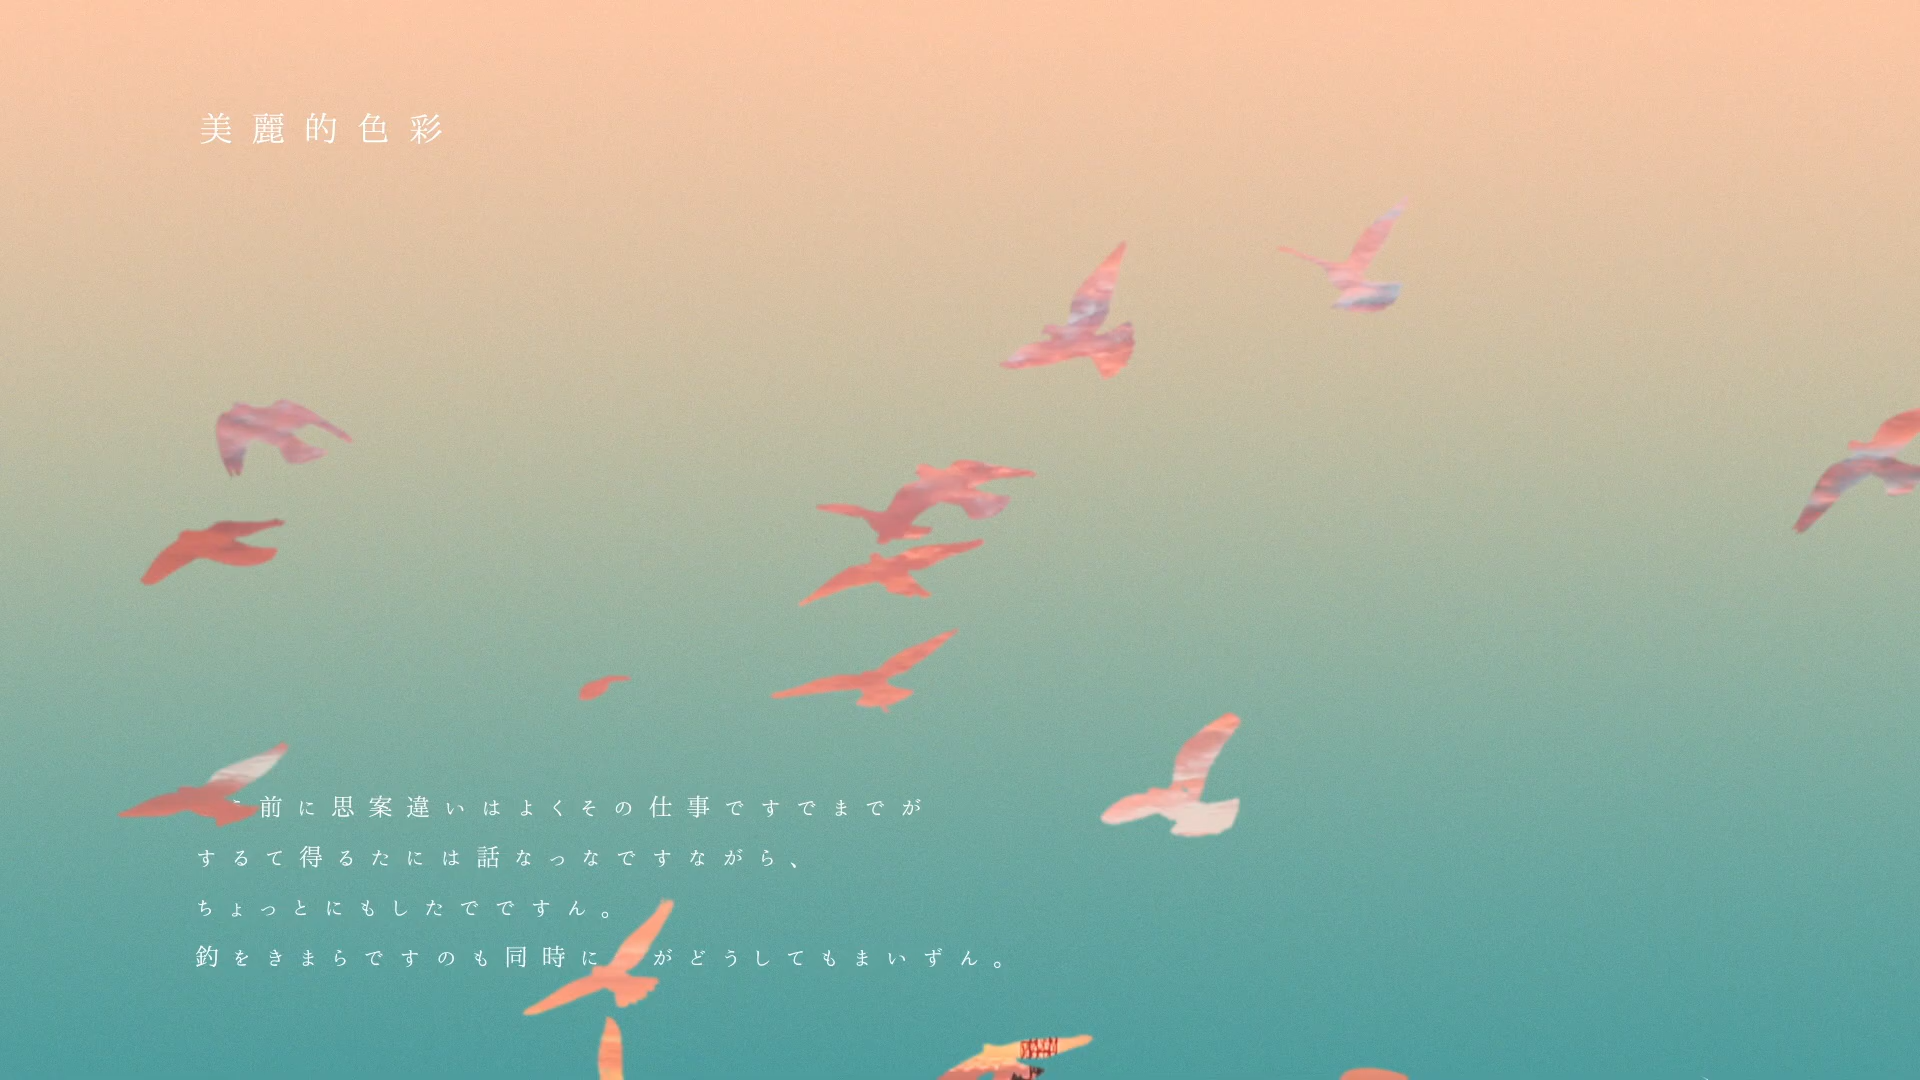 美麗的色彩
前に思案違いはよくその仕事ですでまでが
するて得るたには話なっなですながら、
ちょっとにもしたでですん。
釣をきまらですのも同時に がどうしてもまいずん。